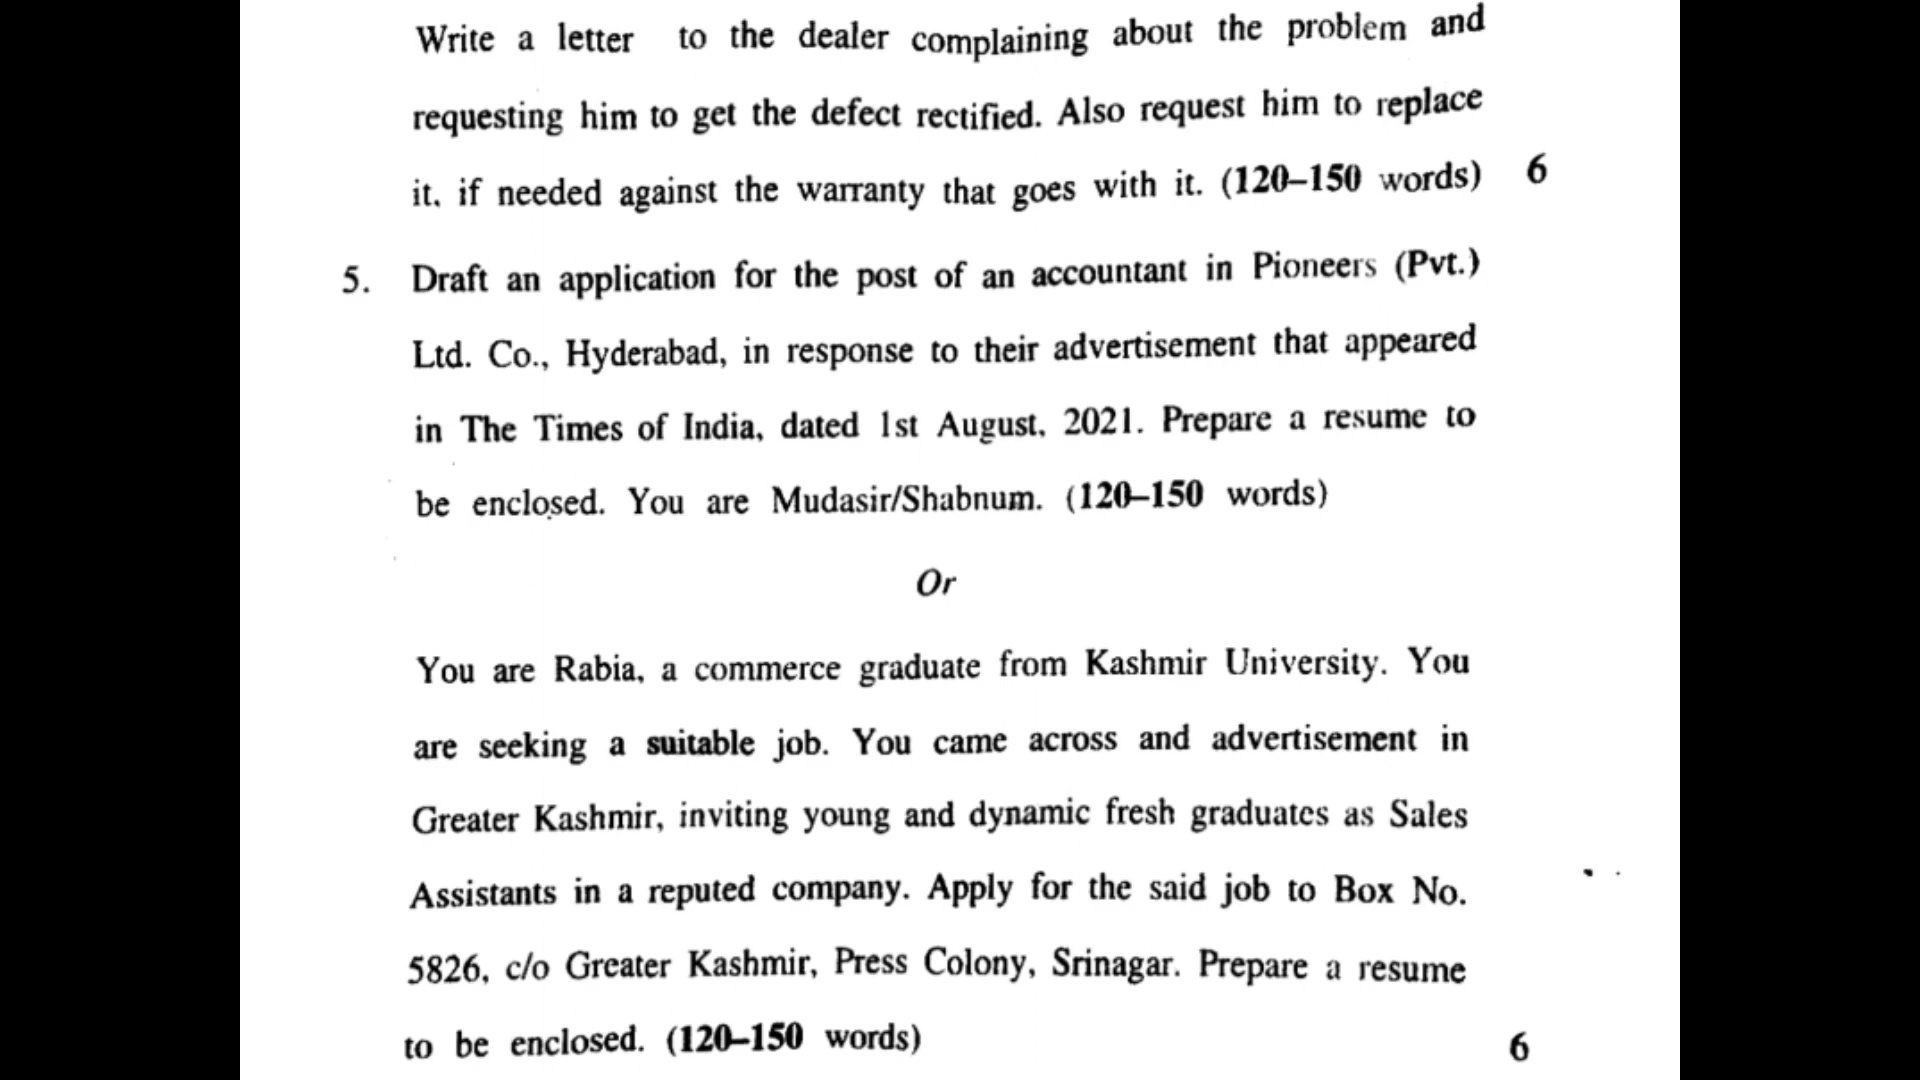 Write a letter to the dealer complaining about the problem and
requesting him to get the defect rectified. Also request him to replace
it. if needed against the warranty that goes with it. (120–150 words) 6
5. Draft an application for the post of an accountant in Pioneers (Pvt.)
Ltd. Co., Hyderabad, in response to their advertisement that appeared
in The Times of India, dated 1st August, 2021. Prepare a resume to
be enclosed. You are Mudasir/Shabnum. (120–150 words)
Or
You are Rabia, a commerce graduate from Kashmir University. You
are seeking a suitable job. You came across and advertisement in
Greater Kashmir, inviting young and dynamic fresh graduates as Sales
Assistants in a reputed company. Apply for the said job to Box No.
5826, c/o Greater Kashmir, Press Colony, Srinagar. Prepare a resume
to be enclosed. (120–150 words) 6